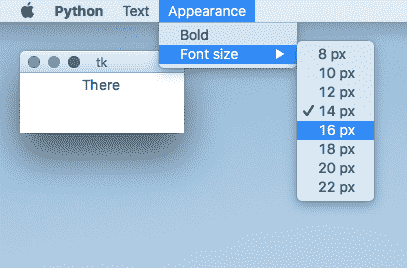 Python Text Appearance
Bold
Font size
tk
There
8 px
10 px
12 px
14 px
16 px
18 px
20 px
22 px